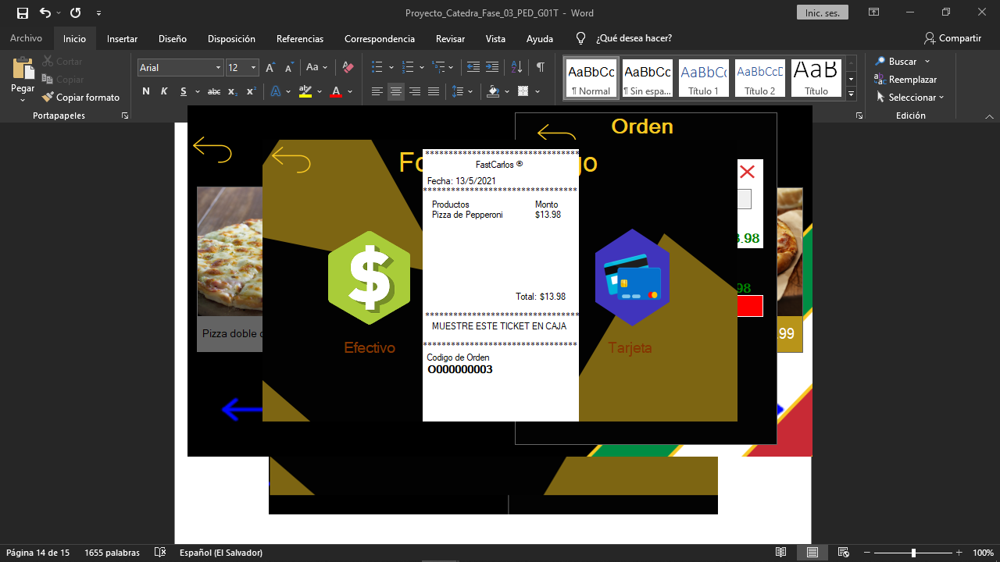 Proyecto_Catedra_Fase_03_PED_G01T - Word
Inic. ses.
Archivo Inicio Insertar Diseño Disposición Referencias Correspondencia Revisar Vista Ayuda ¿Qué desea hacer? Compartir
Pegar
Cortar
Copiar
Copiar formato
Portapapeles
Arial 12
N K S abc x₂ x²
AaBbCc AaBbCc AaBbC AaBbCcD AaB
¶ Normal ¶ Sin espa... Título 1 Título 2 Título
Buscar
Reemplazar
Seleccionar
Edición
Orden
Fo go
************************
FastCarlos ®
Fecha: 13/5/2021
************************
Productos Monto
Pizza de Pepperoni $13.98
Total: $13.98
************************
MUESTRE ESTE TICKET EN CAJA
************************
Codigo de Orden
O000000003
Efectivo
Tarjeta
Pizza doble
3.98
98
.99
Página 14 de 15 1655 palabras Español (El Salvador) 100%